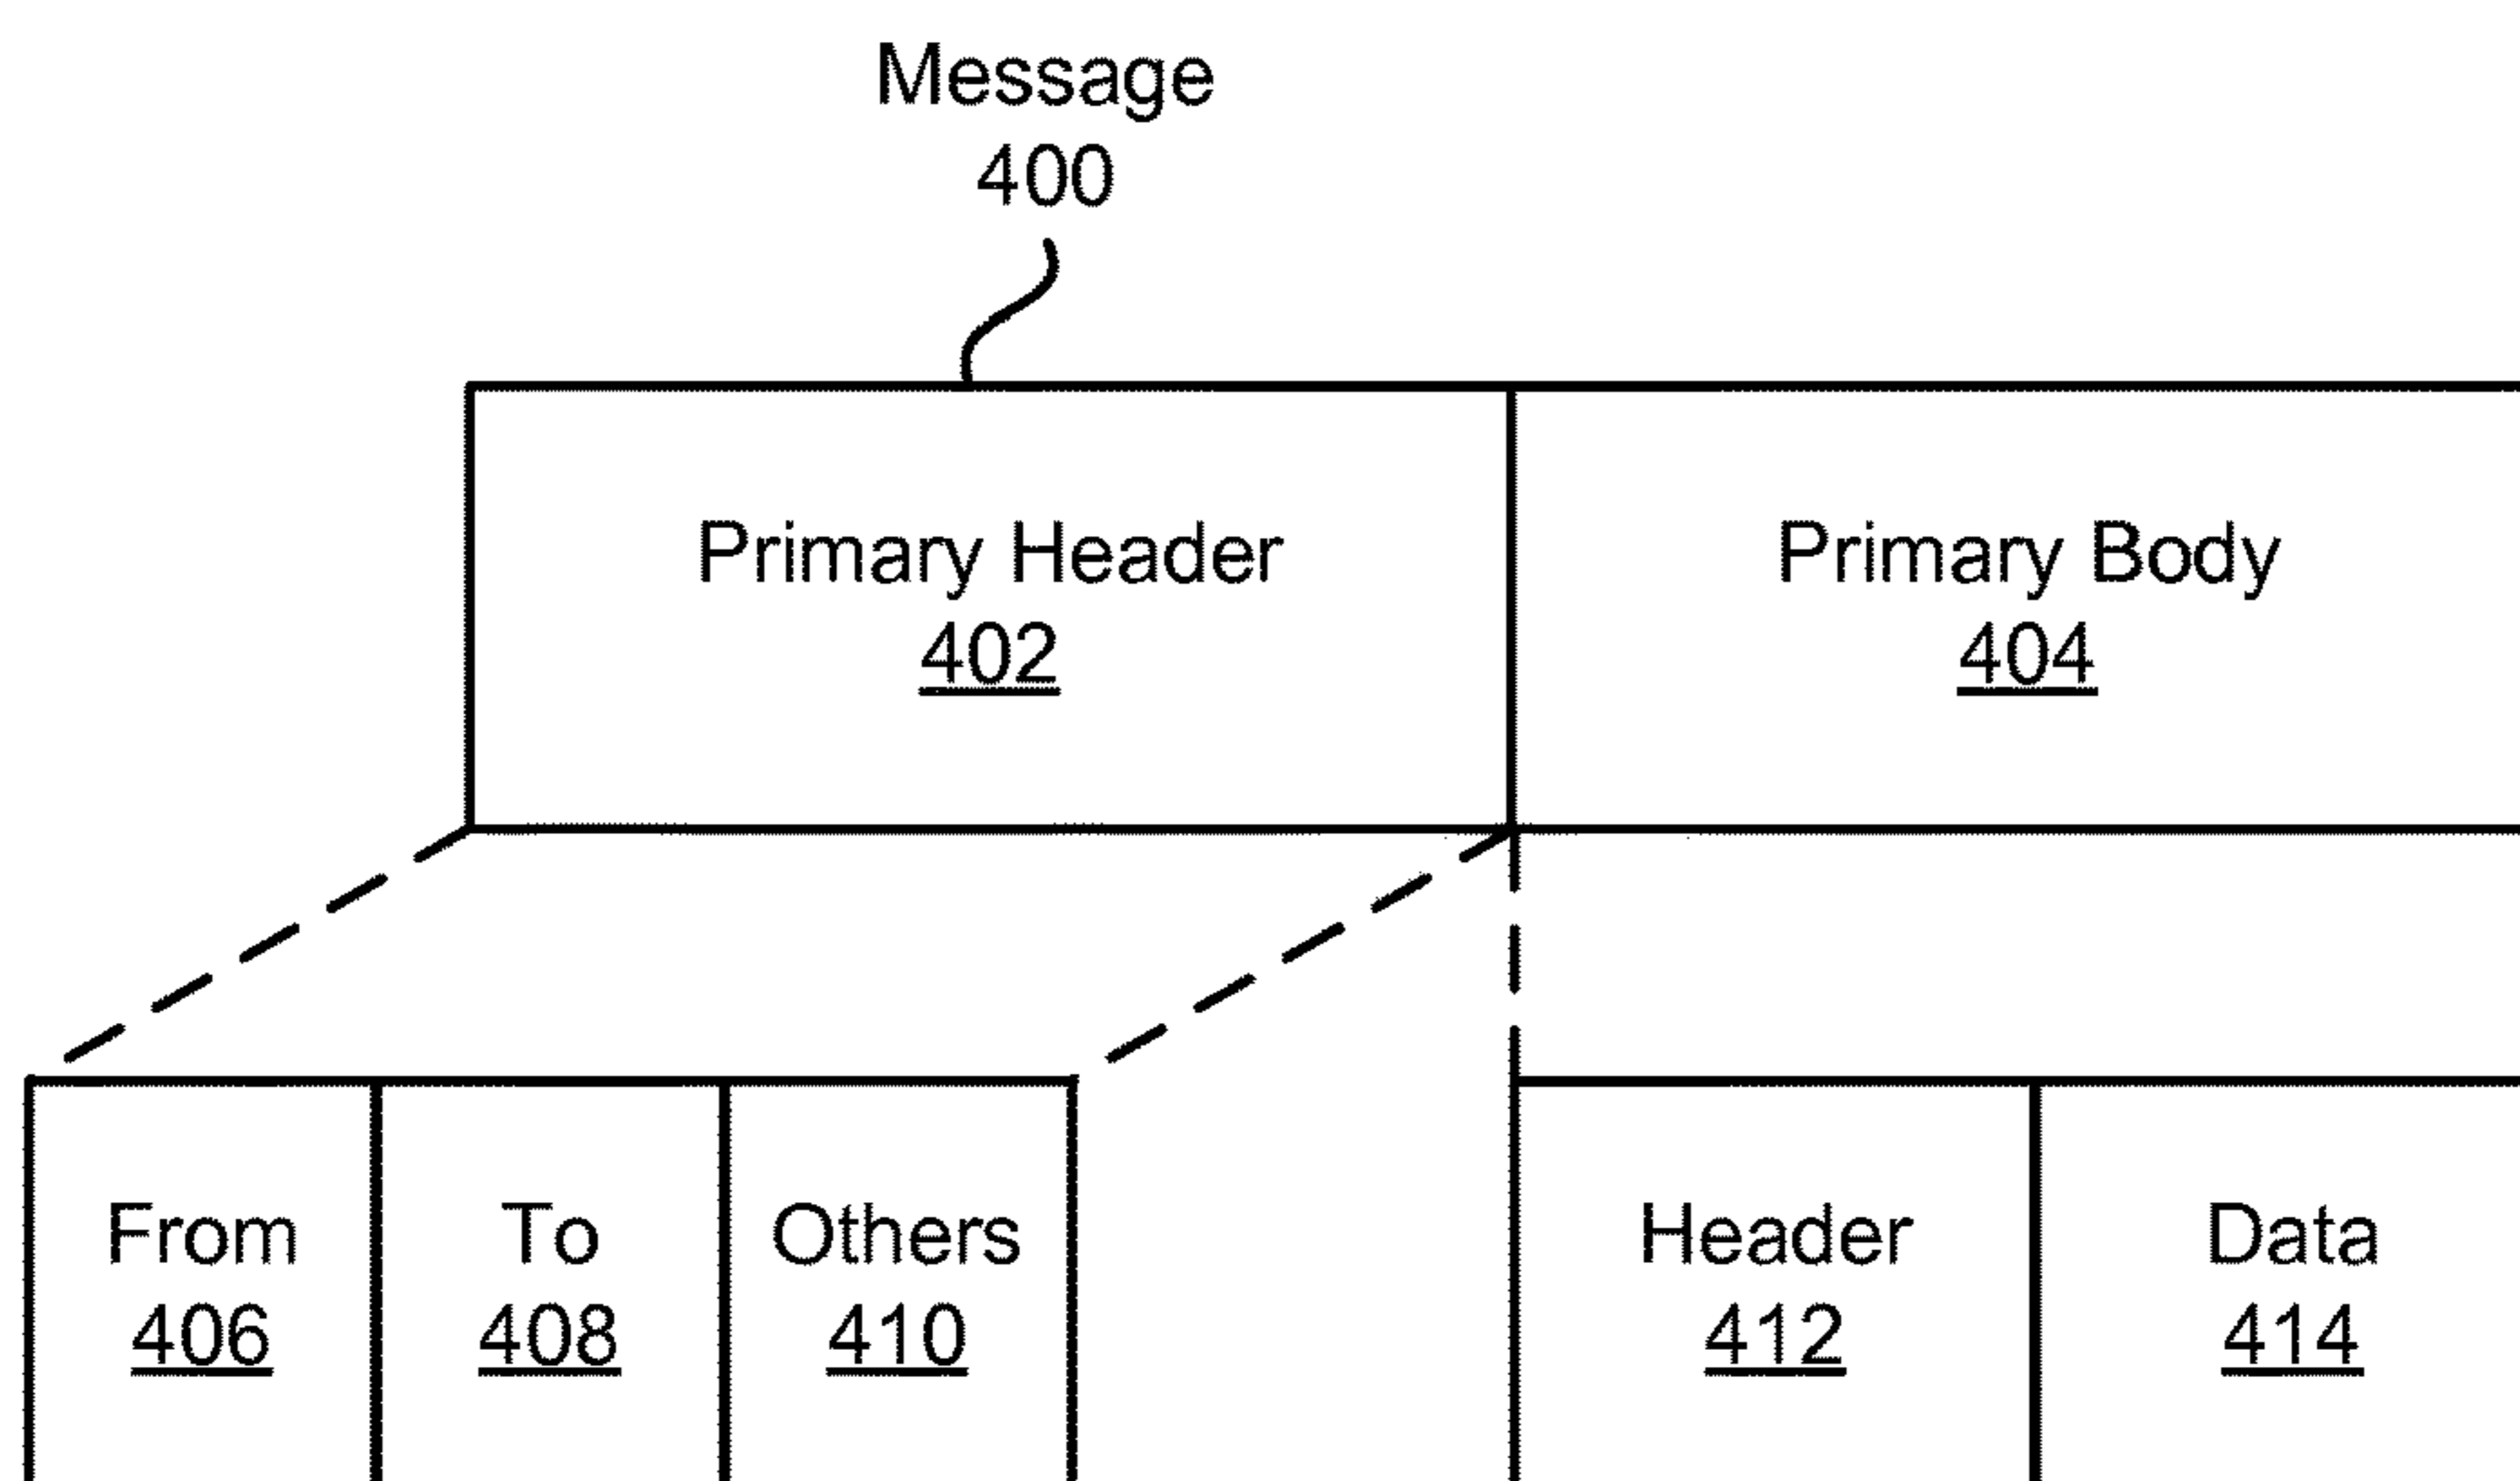 Message
400
Primary Header
402
Primary Body
404
From
406
To
408
Others
410
Header
412
Data
414